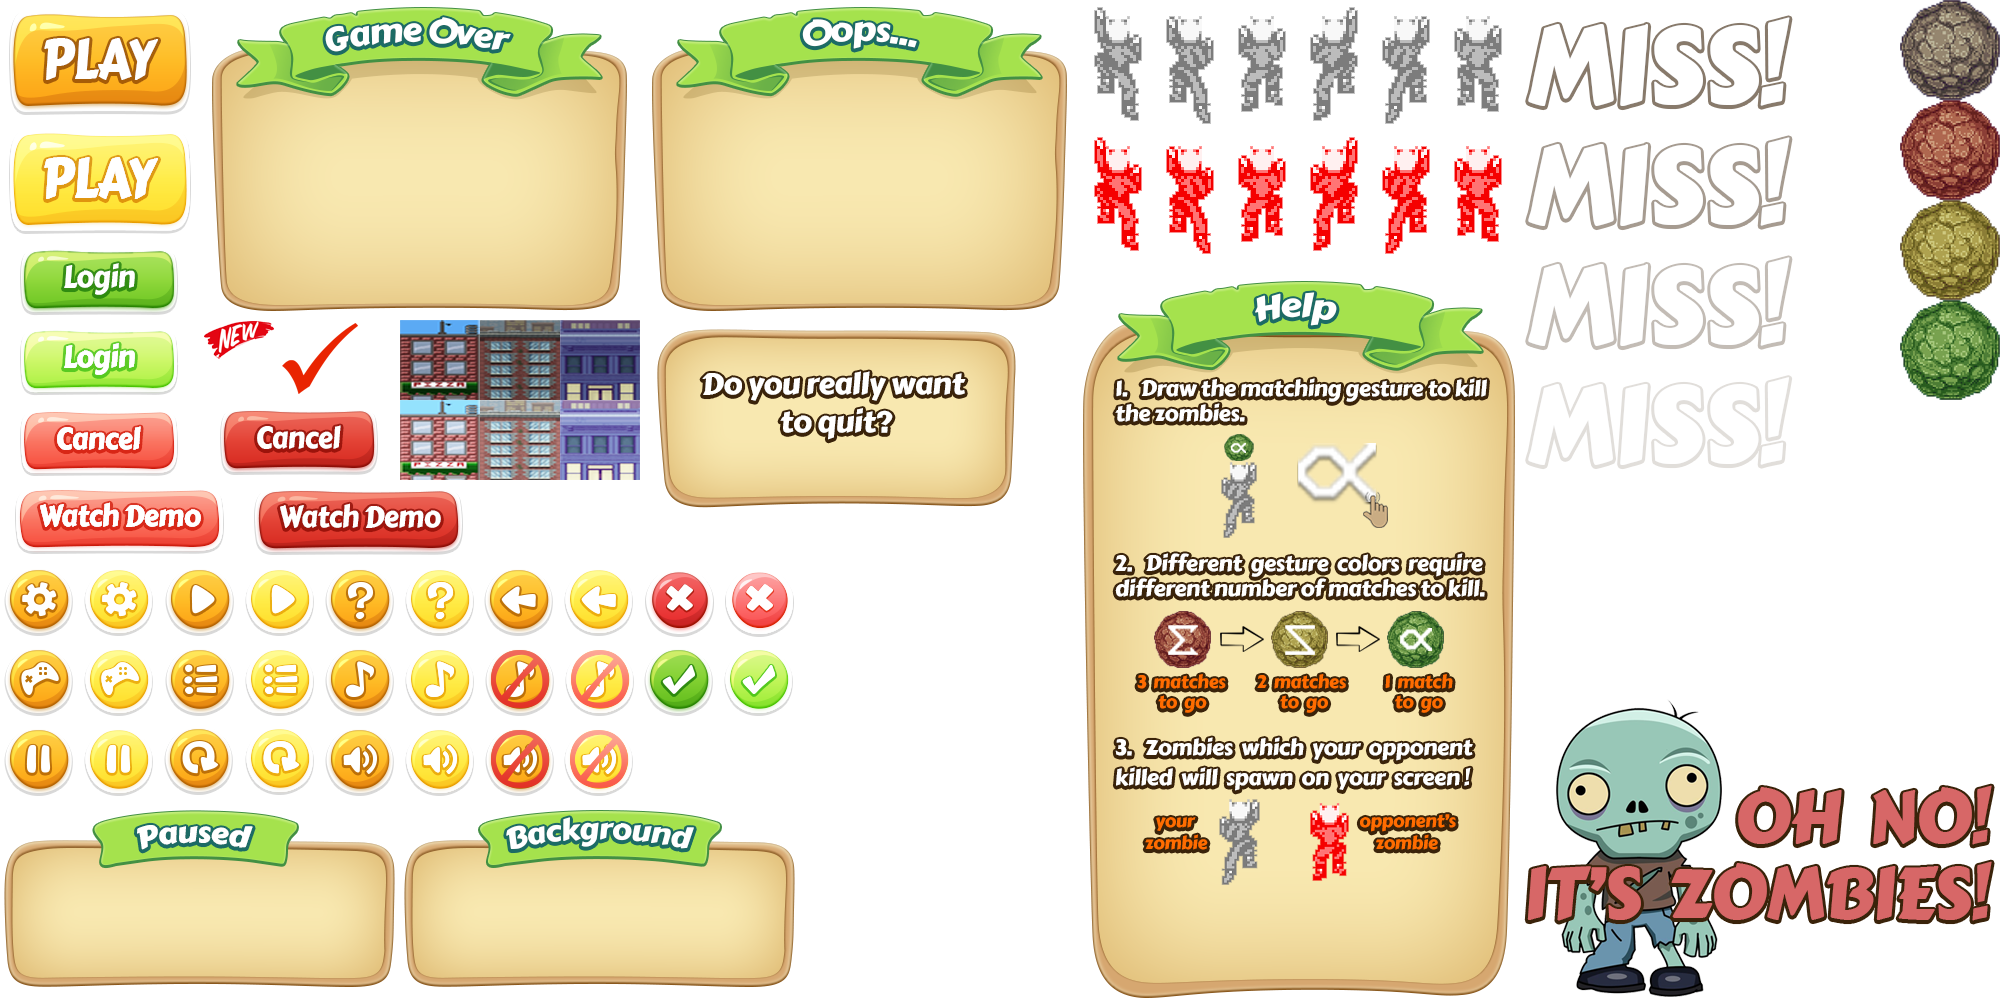 PLAY
PLAY
Login
Login
Cancel
Cancel
Watch Demo
Watch Demo
NEW
Game Over
Oops...
PIZZA
PIZZA
Do you really want
to quit?
Paused
Background
Help
1. Draw the matching gesture to kill
the zombies.
∝
∝
2. Different gesture colors require
different number of matches to kill.
Σ
∝
3 matches
to go
2 matches
to go
1 match
to go
3. Zombies which your opponent
killed will spawn on your screen!
your
zombie
opponent's
zombie
MISS!
MISS!
MISS!
MISS!
OH NO!
IT'S ZOMBIES!